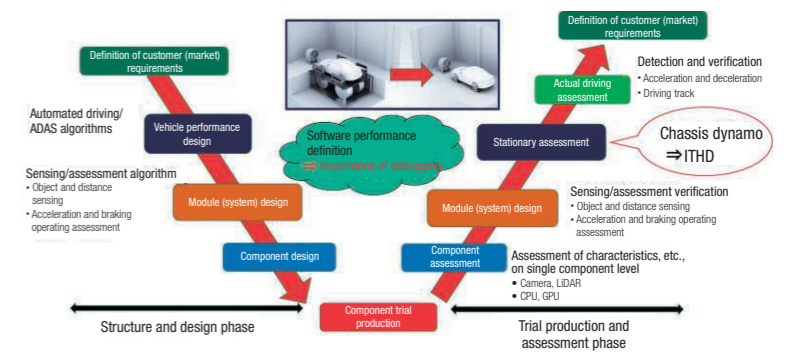 Definition of customer (market)
requirements
Definition of customer (market)
requirements
Detection and verification
• Acceleration and deceleration
• Driving track
Actual driving
assessment
Automated driving/
ADAS algorithms
Vehicle performance
design
Software performance
definition
⇒ Importance of debugging
Stationary assessment
Chassis dynamo
⇒ITHD
Sensing/assessment algorithm
• Object and distance
sensing
• Acceleration and braking
operating assessment
Module (system) design
Module (system) design
Sensing/assessment verification
• Object and distance sensing
• Acceleration and braking operating
assessment
Component design
Component
assessment
Assessment of characteristics, etc.,
on single component level
• Camera, LiDAR
• CPU, GPU
Component trial
production
Structure and design phase
Trial production and
assessment phase